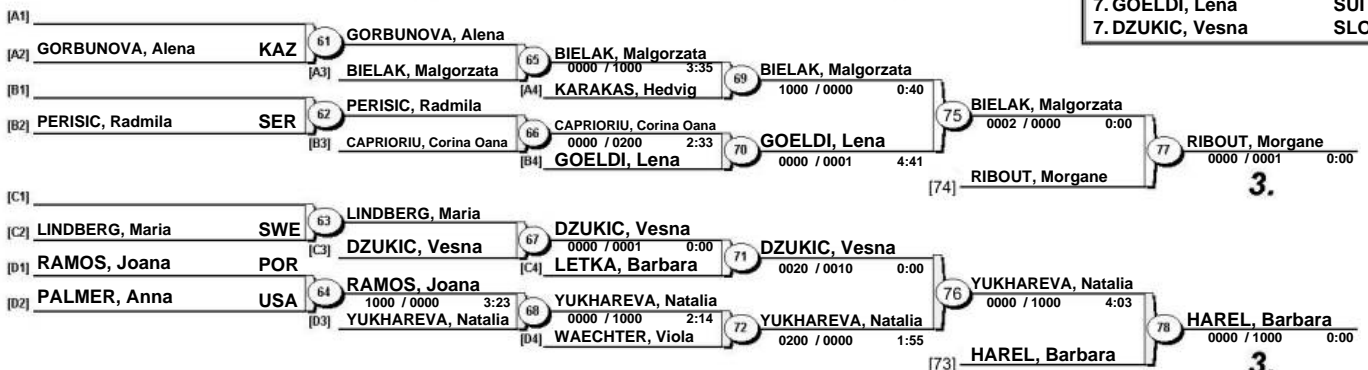 7. GOELDI, Lena SUI
7. DZUKIC, Vesna SLO
[A1]
[A2] GORBUNOVA, Alena KAZ
61 GORBUNOVA, Alena
[A3] BIELAK, Malgorzata
65 BIELAK, Malgorzata
0000 / 1000 3:35
[A4] KARAKAS, Hedvig
69 BIELAK, Malgorzata
1000 / 0000 0:40
[B1]
[B2] PERISIC, Radmila SER
62 PERISIC, Radmila
[B3] CAPRIORIU, Corina Oana
66 CAPRIORIU, Corina Oana
0000 / 0200 2:33
[B4] GOELDI, Lena
70 GOELDI, Lena
0000 / 0001 4:41
75 BIELAK, Malgorzata
0002 / 0000 0:00
[74] RIBOUT, Morgane
77 RIBOUT, Morgane
0000 / 0001 0:00
3.
[C1]
[C2] LINDBERG, Maria SWE
63 LINDBERG, Maria
[C3] DZUKIC, Vesna
67 DZUKIC, Vesna
0000 / 0001 0:00
[C4] LETKA, Barbara
71 DZUKIC, Vesna
0020 / 0010 0:00
[D1] RAMOS, Joana POR
[D2] PALMER, Anna USA
64 RAMOS, Joana
1000 / 0000 3:23
[D3] YUKHAREVA, Natalia
68 YUKHAREVA, Natalia
0000 / 1000 2:14
[D4] WAECHTER, Viola
72 YUKHAREVA, Natalia
0200 / 0000 1:55
76 YUKHAREVA, Natalia
0000 / 1000 4:03
[73] HAREL, Barbara
78 HAREL, Barbara
0000 / 1000 0:00
3.